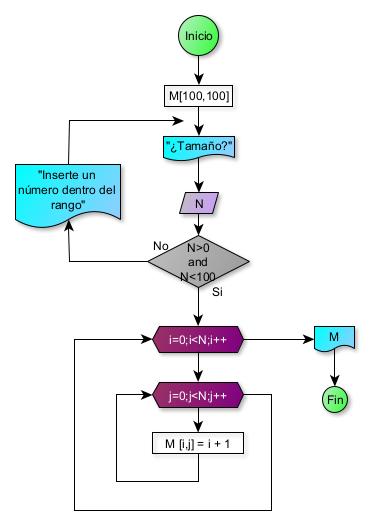 Inicio
M[100,100]
"¿Tamaño?"
"Inserte un
número dentro del
rango"
N
No
N>0
and
N<100
Si
i=0;i<N;i++
M
j=0;j<N;j++
Fin
M [i,j] = i + 1